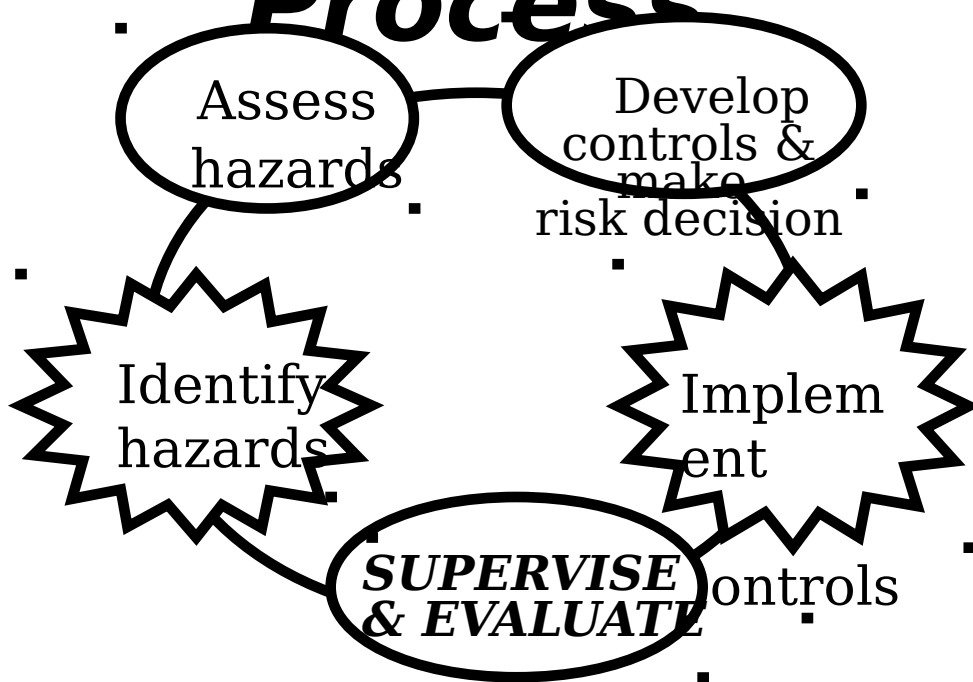 Process
Assess
hazards
Develop
controls &
make
risk decision
Identify
hazards
Implem
ent
ontrols
SUPERVISE
& EVALUATE